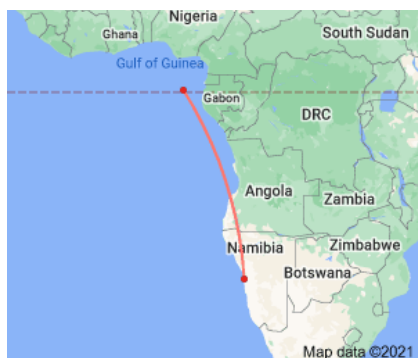 Nigeria
Ghana
South Sudan
Gulf of Guinea
Gabon
DRC
Angola
Zambia
Namibia
Zimbabwe
Botswana
Map data ©2021